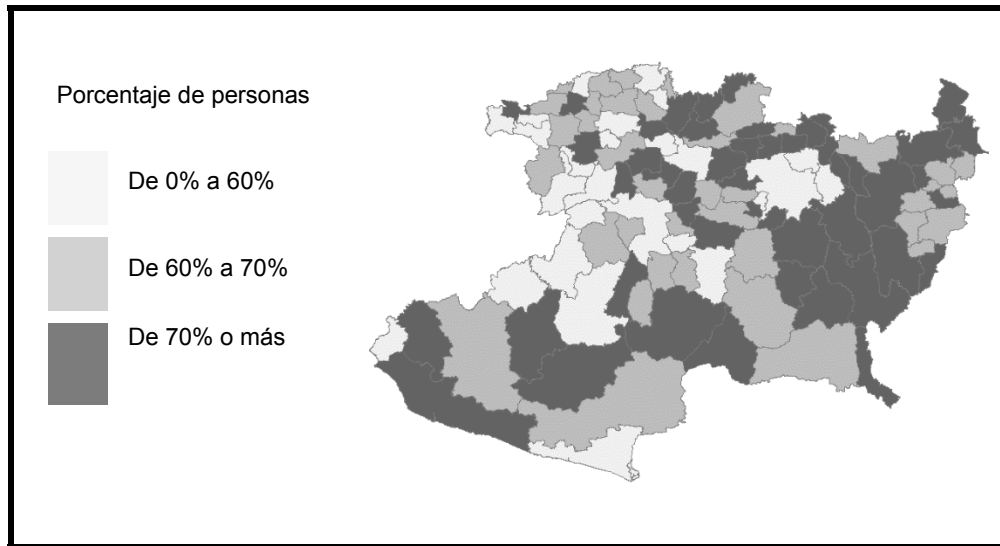 Porcentaje de personas
De 0% a 60%
De 60% a 70%
De 70% o más